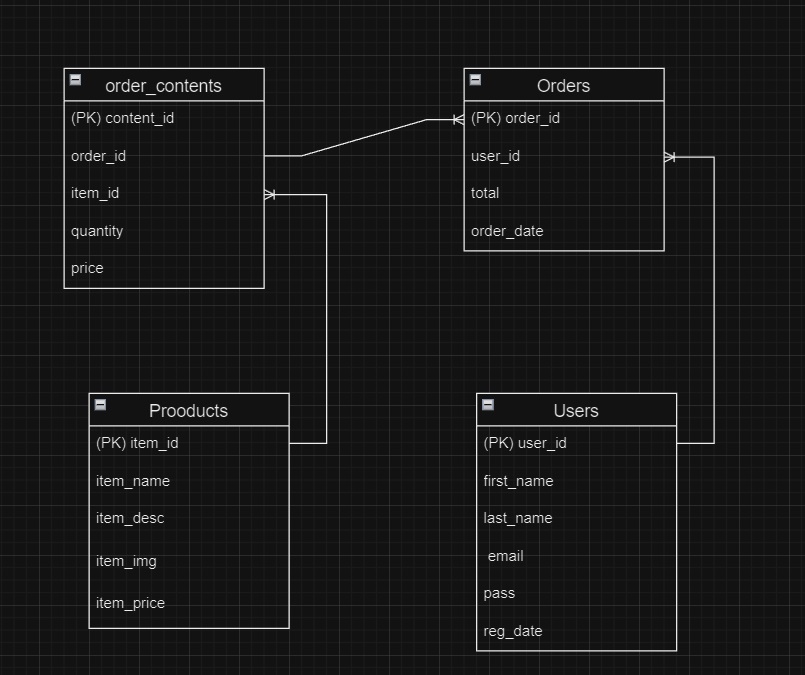 order_contents
(PK) content_id
order_id
item_id
quantity
price
Orders
(PK) order_id
user_id
total
order_date
Prooducts
(PK) item_id
item_name
item_desc
item_img
item_price
Users
(PK) user_id
first_name
last_name
email
pass
reg_date